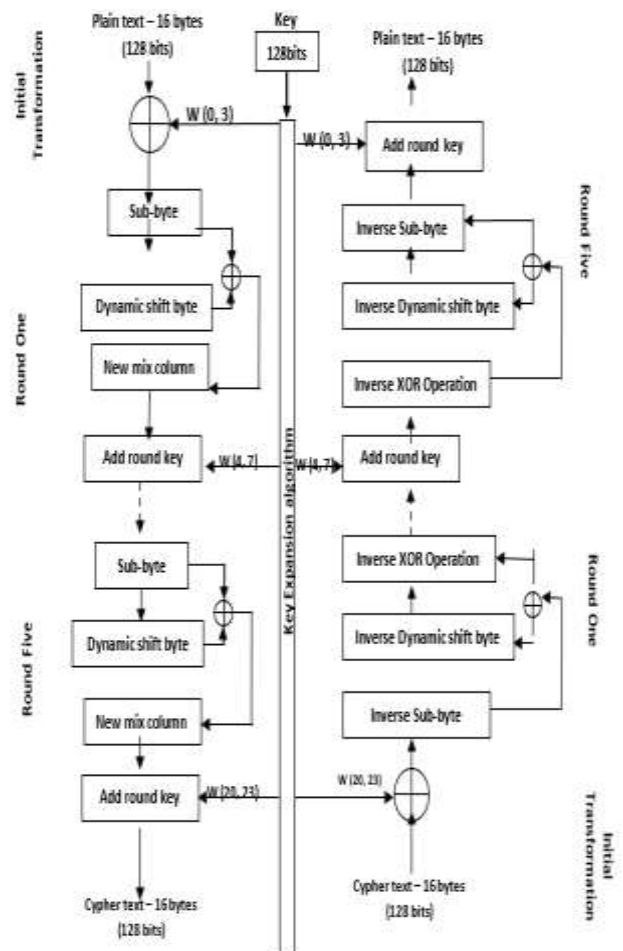 Plain text – 16 bytes
(128 bits)
Initial
Transformation
W (0, 3)
Sub-byte
Dynamic shift byte
Round One
New mix column
Add round key
W (4,7)
Sub-byte
Dynamic shift byte
Round Five
New mix column
Add round key
W (20, 23)
Cypher text – 16 bytes
(128 bits)
Key
128bits
Key Expansion algorithm
Plain text – 16 bytes
(128 bits)
W (0, 3)
Add round key
Round Five
Inverse Sub-byte
Inverse Dynamic shift byte
Inverse XOR Operation
W (4,7)
Add round key
Inverse XOR Operation
Round One
Inverse Dynamic shift byte
Inverse Sub-byte
W (20, 23)
Initial
Transformation
Cypher text – 16 bytes
(128 bits)